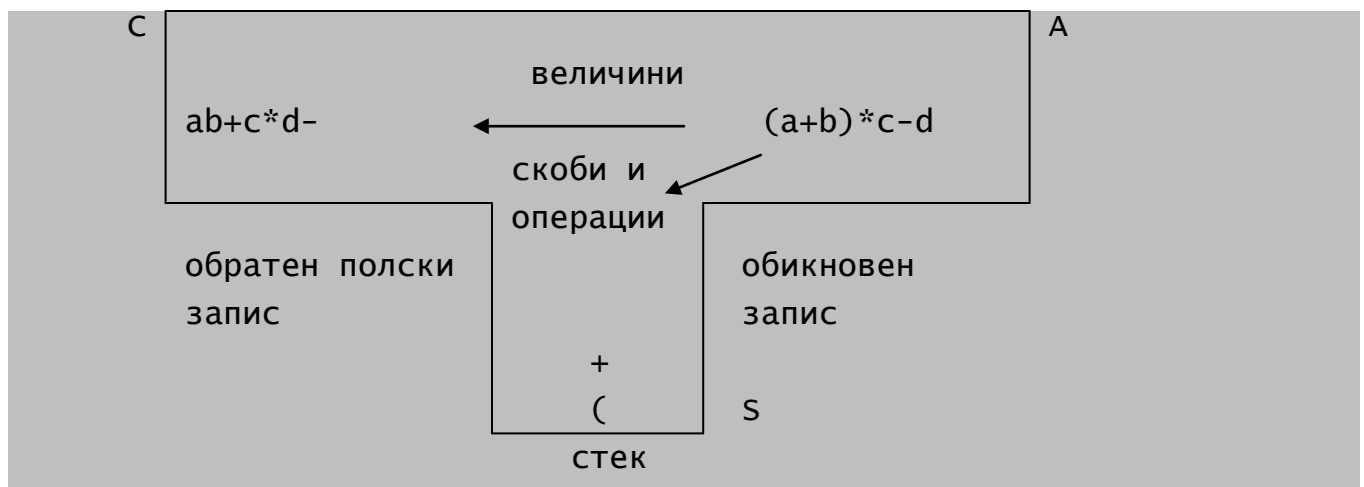 C A
величини
ab+c*d- (a+b)*c-d
скоби и
операции
обратен полски обикновен
запис запис
+
( S
стек